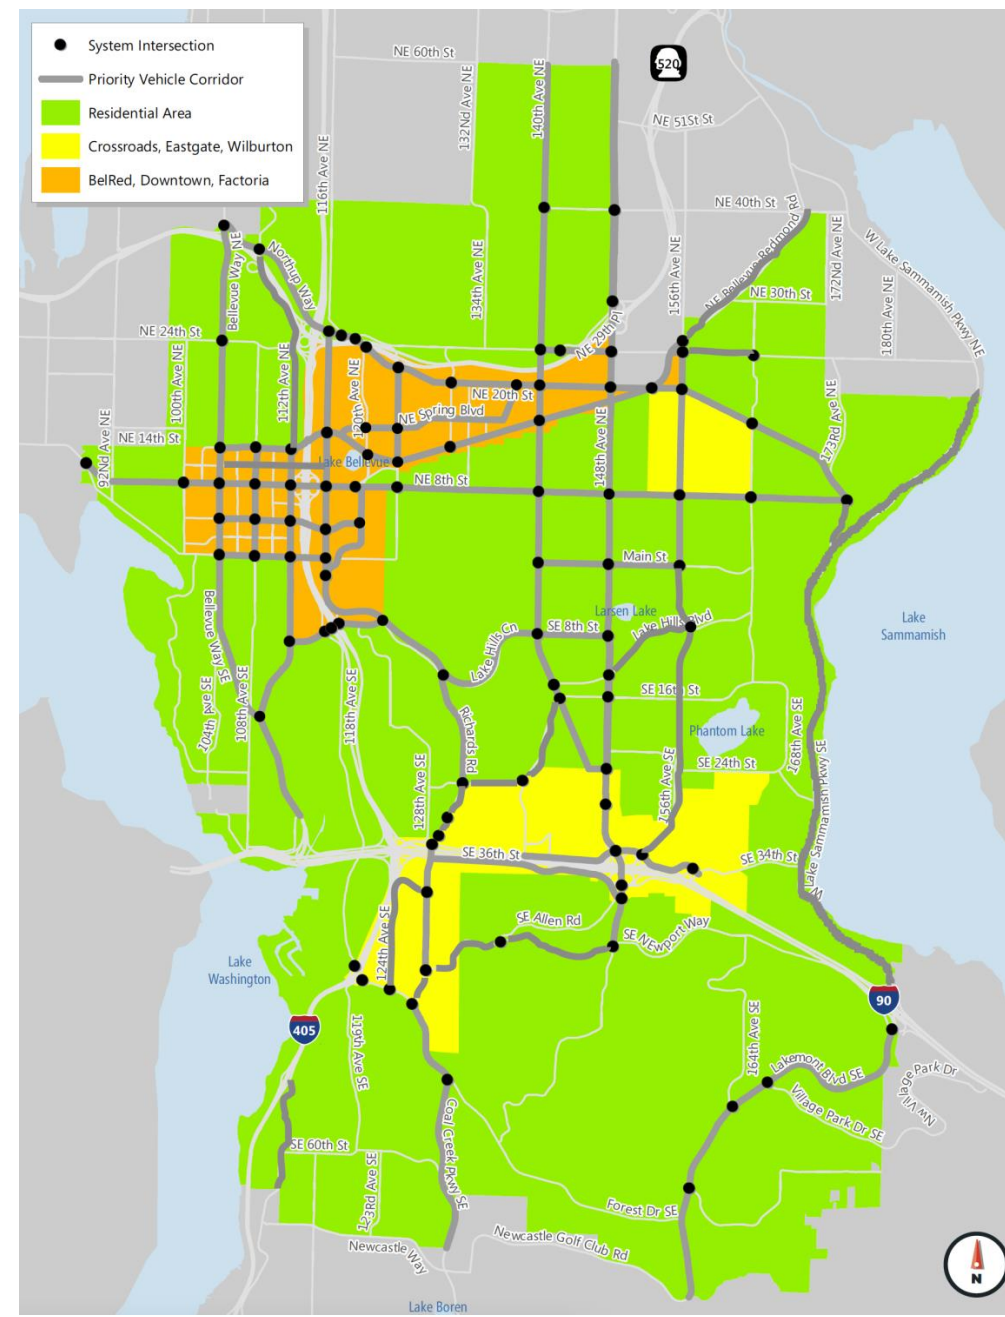 System Intersection
Priority Vehicle Corridor
Residential Area
Crossroads, Eastgate, Wilburton
BelRed, Downtown, Factoria
NE 60th St
520
132Nd Ave NE
140th Ave NE
NE 51St St
116th Ave NE
NE 40th St
NE Bellevue-Redmond Rd
W Lake Sammamish Pkwy NE
Bellevue Way NE
Northup Way
134th Ave NE
156th Ave NE
172Nd Ave NE
NE 30th St
180th Ave NE
NE 24th St
NE 29th Pl
100th Ave NE
112th Ave NE
120th Ave NE
NE 20th St
NE Spring Blvd
148th Ave NE
173Rd Ave NE
92Nd Ave NE
NE 14th St
Lake Bellevue
NE 8th St
Main St
Larsen Lake
Lake Hills Blvd
Lake
Sammamish
Bellevue Way SE
SE 8th St
Lake Hills Cn
104th Ave SE
108th Ave SE
118th Ave SE
SE 16th St
Richards Rd
Phantom Lake
168th Ave SE
SE 24th St
128th Ave SE
156th Ave SE
W Lake Sammamish Pkwy SE
SE 36th St
SE 34th St
SE Allen Rd
SE NEwport Way
124th Ave SE
Lake
Washington
90
405
119th Ave SE
164th Ave SE
Lakemont Blvd SE
Village Park Dr SE
NW Village Park Dr
Coal Creek Pkwy SE
SE 60th St
123Rd Ave SE
Forest Dr SE
Newcastle Way
Newcastle Golf Club Rd
N
Lake Boren